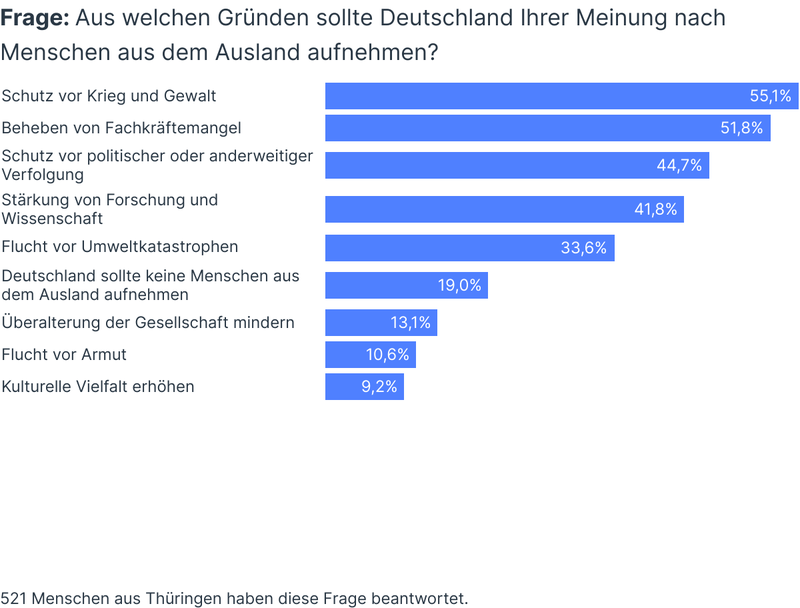 Frage: Aus welchen Gründen sollte Deutschland Ihrer Meinung nach
Menschen aus dem Ausland aufnehmen?
Schutz vor Krieg und Gewalt 55,1%
Beheben von Fachkräftemangel 51,8%
Schutz vor politischer oder anderweitiger
Verfolgung 44,7%
Stärkung von Forschung und
Wissenschaft 41,8%
Flucht vor Umweltkatastrophen 33,6%
Deutschland sollte keine Menschen aus
dem Ausland aufnehmen 19,0%
Überalterung der Gesellschaft mindern 13,1%
Flucht vor Armut 10,6%
Kulturelle Vielfalt erhöhen 9,2%
521 Menschen aus Thüringen haben diese Frage beantwortet.